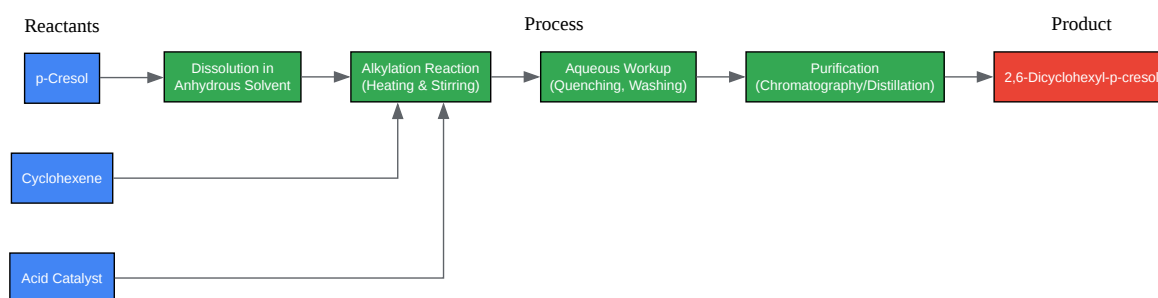 Reactants
Process
Product
p-Cresol
Dissolution in
Anhydrous Solvent
Alkylation Reaction
(Heating & Stirring)
Aqueous Workup
(Quenching, Washing)
Purification
(Chromatography/Distillation)
2,6-Dicyclohexyl-p-cresol
Cyclohexene
Acid Catalyst